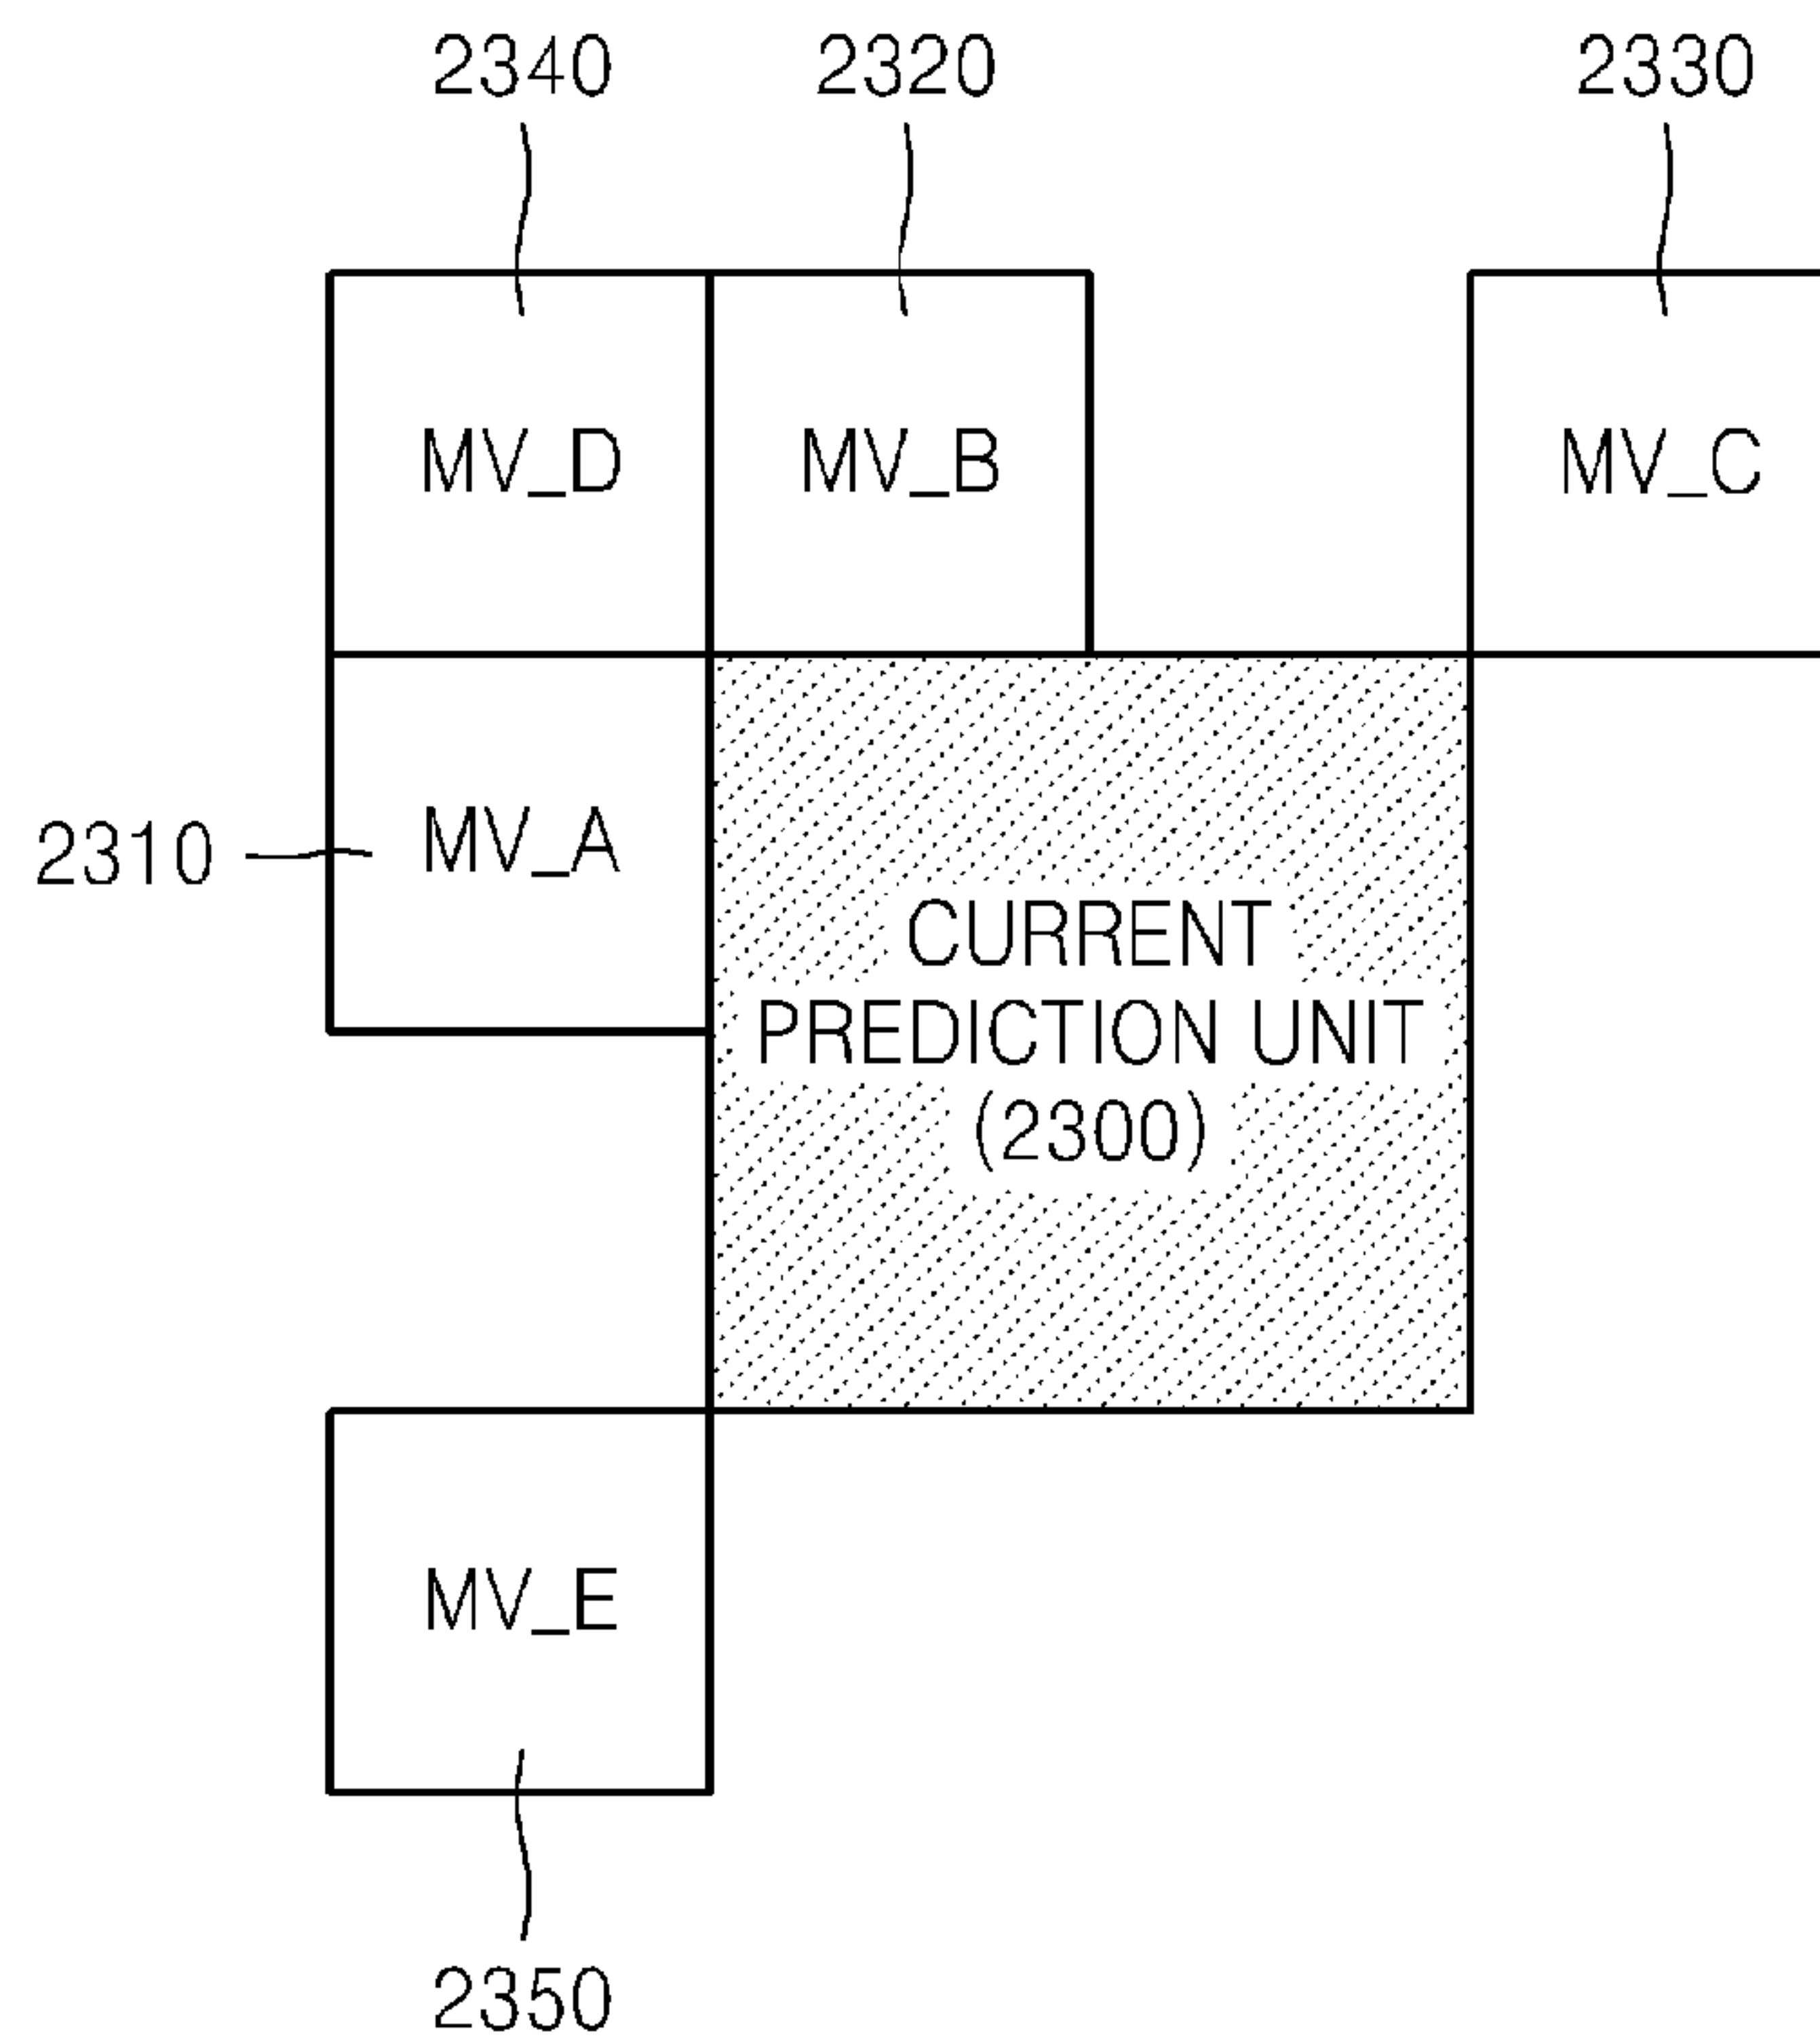 2340
2320
2330
MV_D
MV_B
MV_C
2310
MV_A
CURRENT
PREDICTION UNIT
(2300)
MV_E
2350